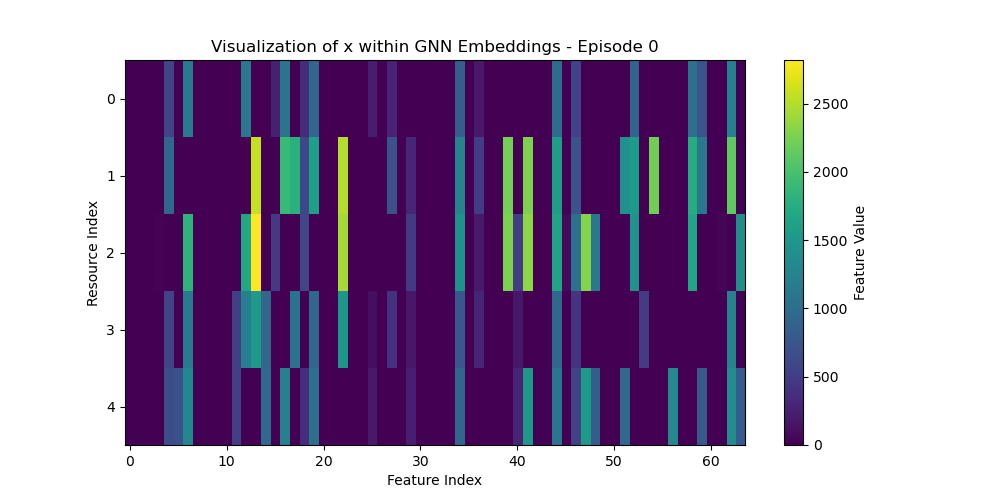 Visualization of x within GNN Embeddings - Episode 0
Resource Index
0
1
2
3
4
0 10 20 30 40 50 60
Feature Index
2500
2000
1500
1000
500
0
Feature Value